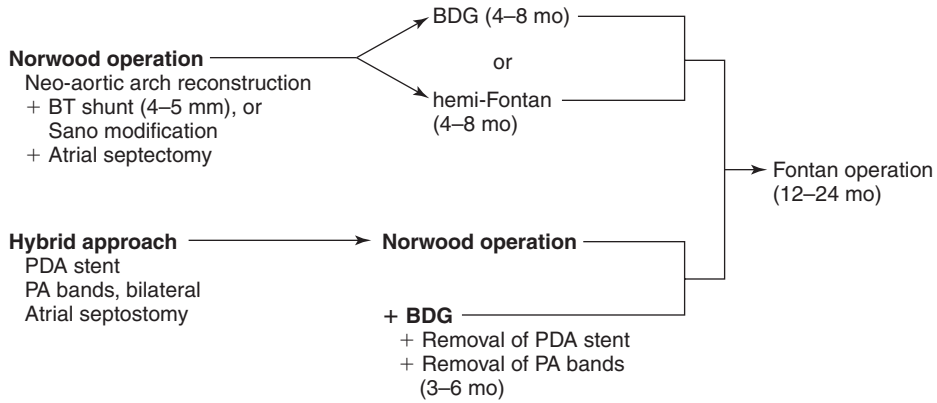 BDG (4–8 mo)
or
hemi-Fontan
(4–8 mo)
Norwood operation
Neo-aortic arch reconstruction
+ BT shunt (4–5 mm), or
Sano modification
+ Atrial septectomy
Fontan operation
(12–24 mo)
Hybrid approach
PDA stent
PA bands, bilateral
Atrial septostomy
Norwood operation
+ BDG
+ Removal of PDA stent
+ Removal of PA bands
(3–6 mo)